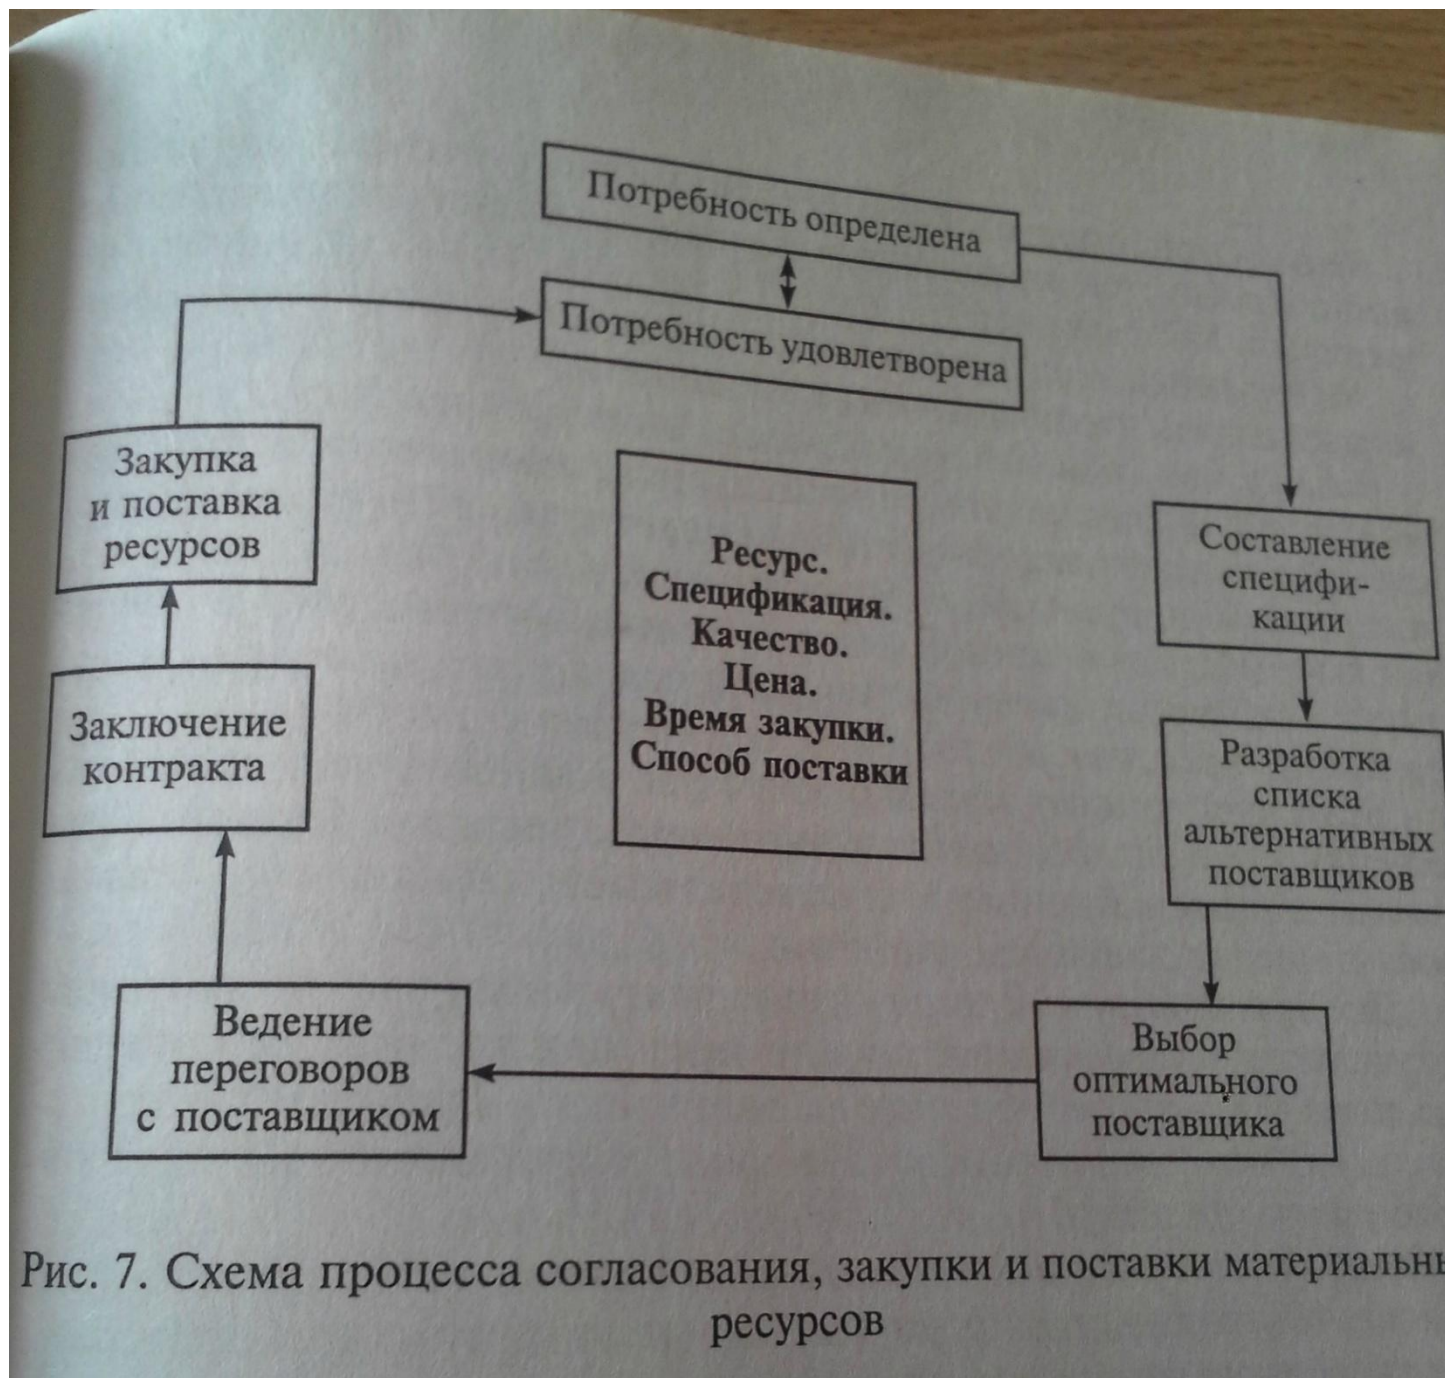 Потребность определена
Потребность удовлетворена
Закупка
и поставка
ресурсов
Ресурс.
Спецификация.
Качество.
Цена.
Время закупки.
Способ поставки
Составление
специфи-
кации
Заключение
контракта
Разработка
списка
альтернативных
поставщиков
Ведение
переговоров
с поставщиком
Выбор
оптимального
поставщика
Рис. 7. Схема процесса согласования, закупки и поставки материальны
ресурсов